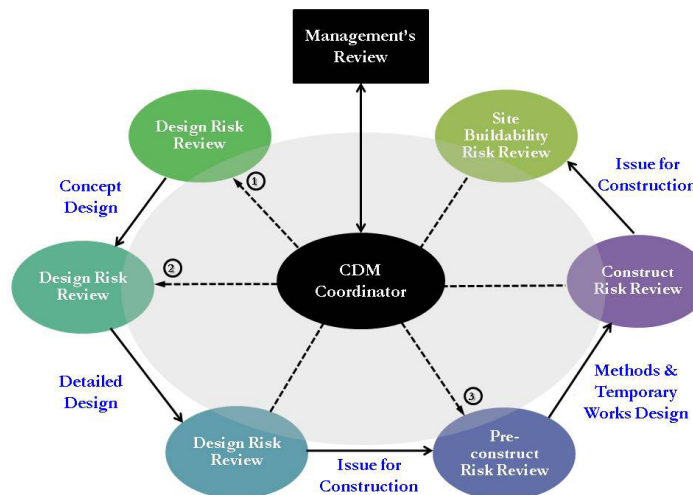 Management's
Review
Design Risk
Review
Site
Buildability
Risk Review
①
Concept
Design
Issue for
Construction
②
Design Risk
Review
CDM
Coordinator
Construct
Risk Review
Detailed
Design
Methods &
Temporary
Works Design
③
Design Risk
Review
Issue for
Construction
Pre-
construct
Risk Review